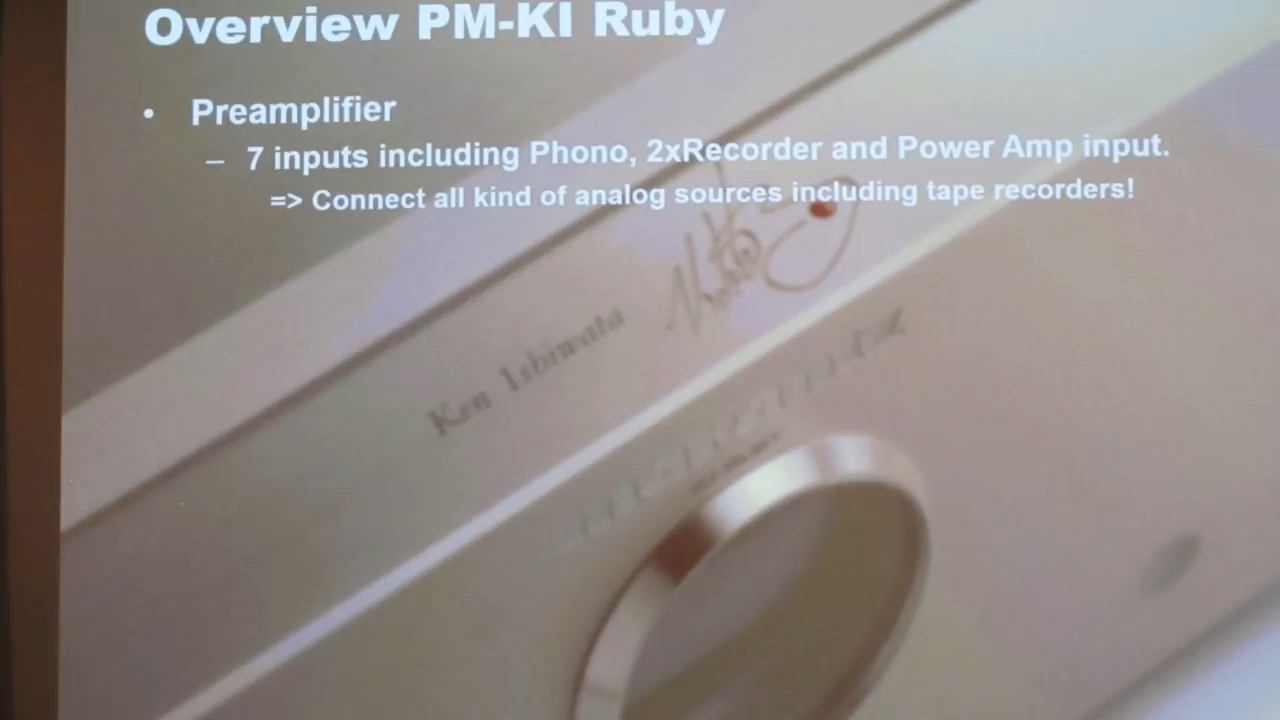 Overview PM-KI Ruby
• Preamplifier
– 7 inputs including Phono, 2xRecorder and Power Amp input.
=> Connect all kind of analog sources including tape recorders!
Ken Ishiwata